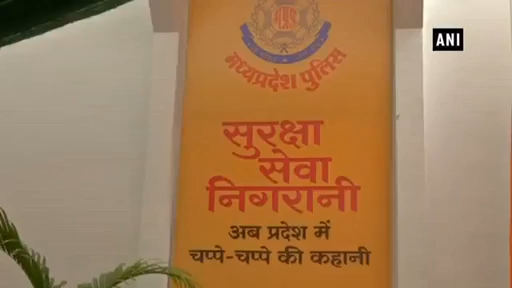 ANI
मध्यप्रदेश पुलिस
सुरक्षा
सेवा
निगरानी
अब प्रदेश में
चप्पे-चप्पे की कहानी